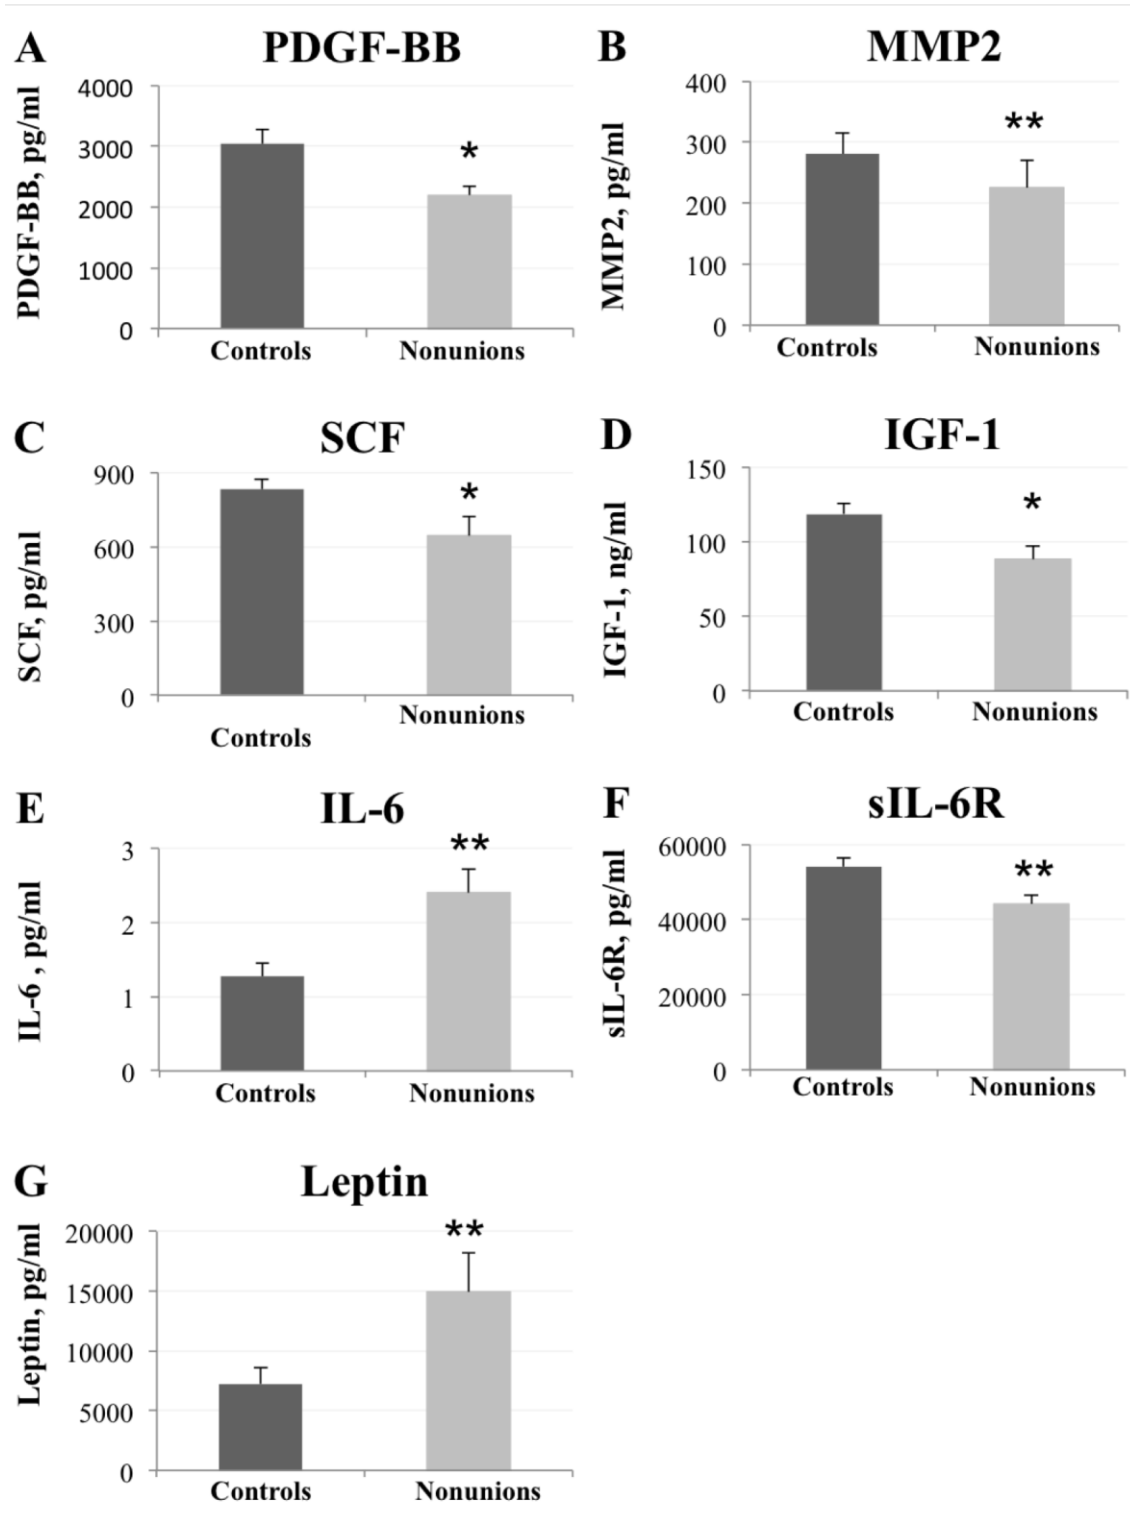 A
PDGF-BB
PDGF-BB, pg/ml
4000
3000
2000
1000
0
*
Controls
Nonunions
B
MMP2
MMP2, pg/ml
400
300
200
100
0
**
Controls
Nonunions
C
SCF
SCF, pg/ml
900
600
300
0
*
Controls
Nonunions
D
IGF-1
IGF-1, ng/ml
150
100
50
0
*
Controls
Nonunions
E
IL-6
IL-6 , pg/ml
3
2
1
0
**
Controls
Nonunions
F
sIL-6R
sIL-6R, pg/ml
60000
40000
20000
0
**
Controls
Nonunions
G
Leptin
Leptin, pg/ml
20000
15000
10000
5000
0
**
Controls
Nonunions